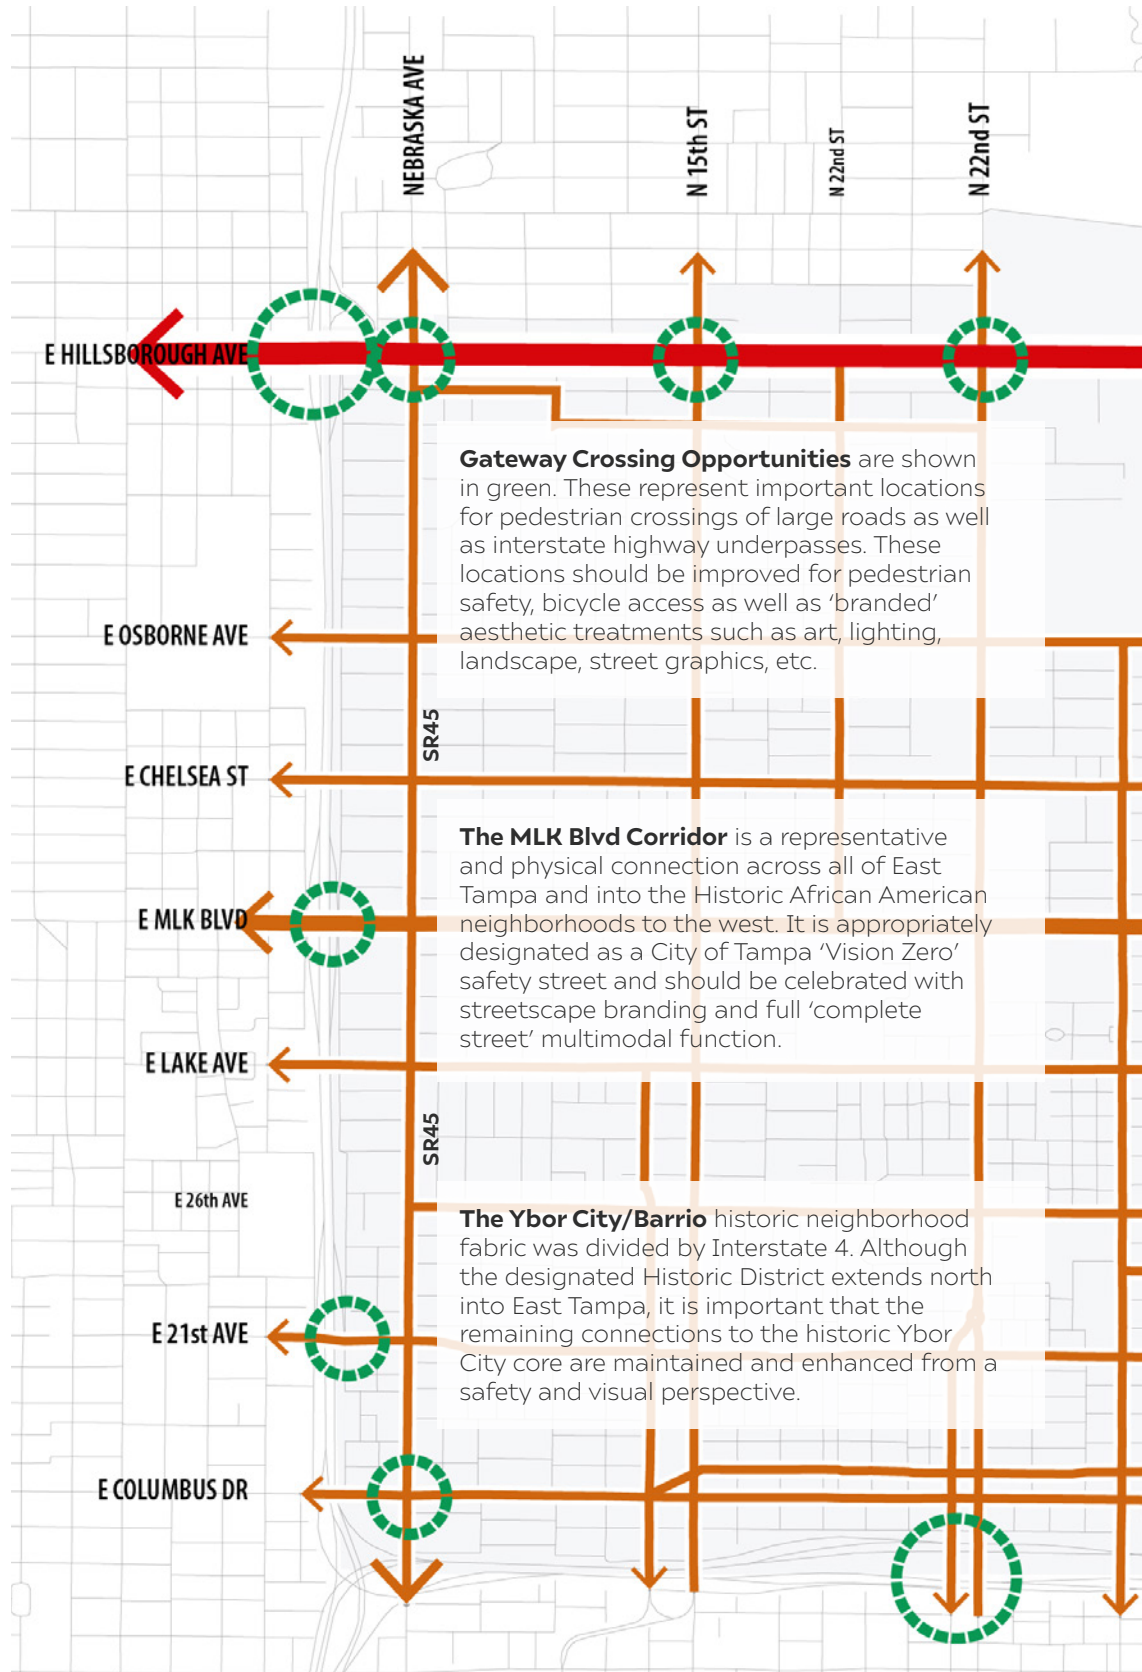 NEBRASKA AVE
N 15th ST
N 22nd ST
N 22nd ST
E HILLSBOROUGH AVE
Gateway Crossing Opportunities are shown
in green. These represent important locations
for pedestrian crossings of large roads as well
as interstate highway underpasses. These
locations should be improved for pedestrian
safety, bicycle access as well as ‘branded’
aesthetic treatments such as art, lighting,
landscape, street graphics, etc.
E OSBORNE AVE
SR45
E CHELSEA ST
The MLK Blvd Corridor is a representative
and physical connection across all of East
Tampa and into the Historic African American
neighborhoods to the west. It is appropriately
designated as a City of Tampa ‘Vision Zero’
safety street and should be celebrated with
streetscape branding and full ‘complete
street’ multimodal function.
E MLK BLVD
E LAKE AVE
SR45
E 26th AVE
The Ybor City/Barrio historic neighborhood
fabric was divided by Interstate 4. Although
the designated Historic District extends north
into East Tampa, it is important that the
remaining connections to the historic Ybor
City core are maintained and enhanced from a
safety and visual perspective.
E 21st AVE
E COLUMBUS DR